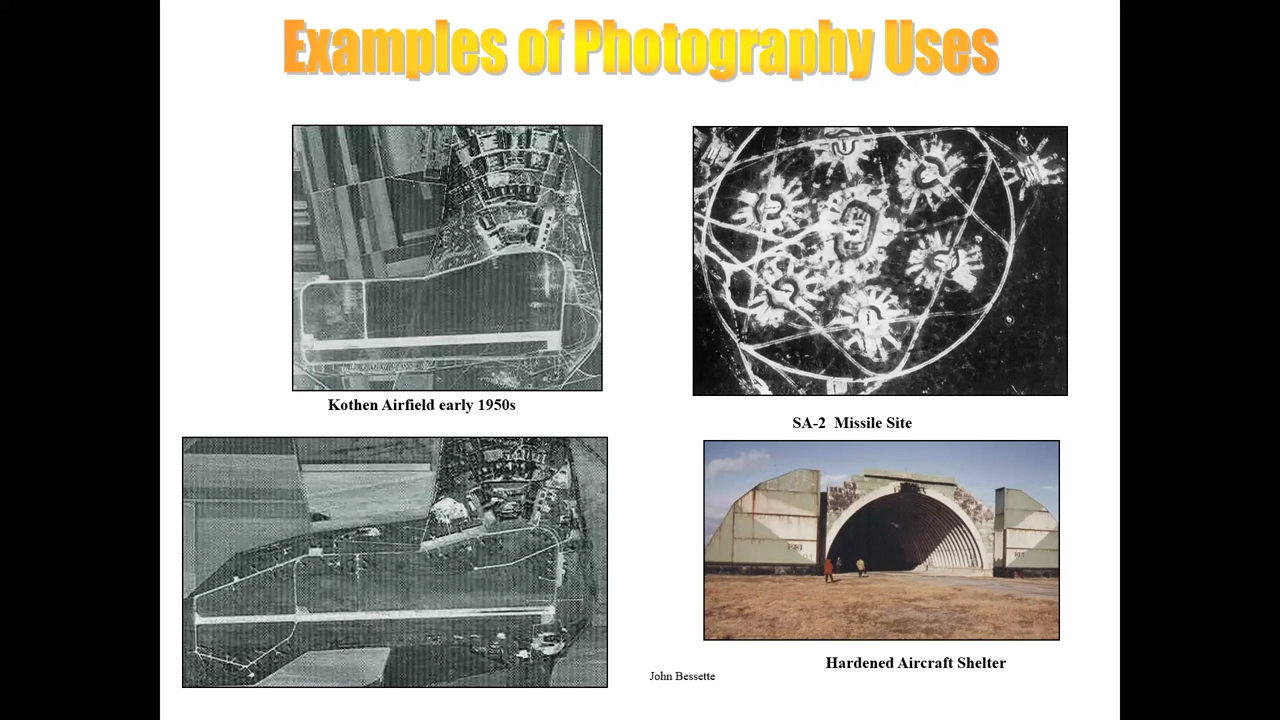 Examples of Photography Uses
Kothen Airfield early 1950s
SA-2 Missile Site
Hardened Aircraft Shelter
John Bessette